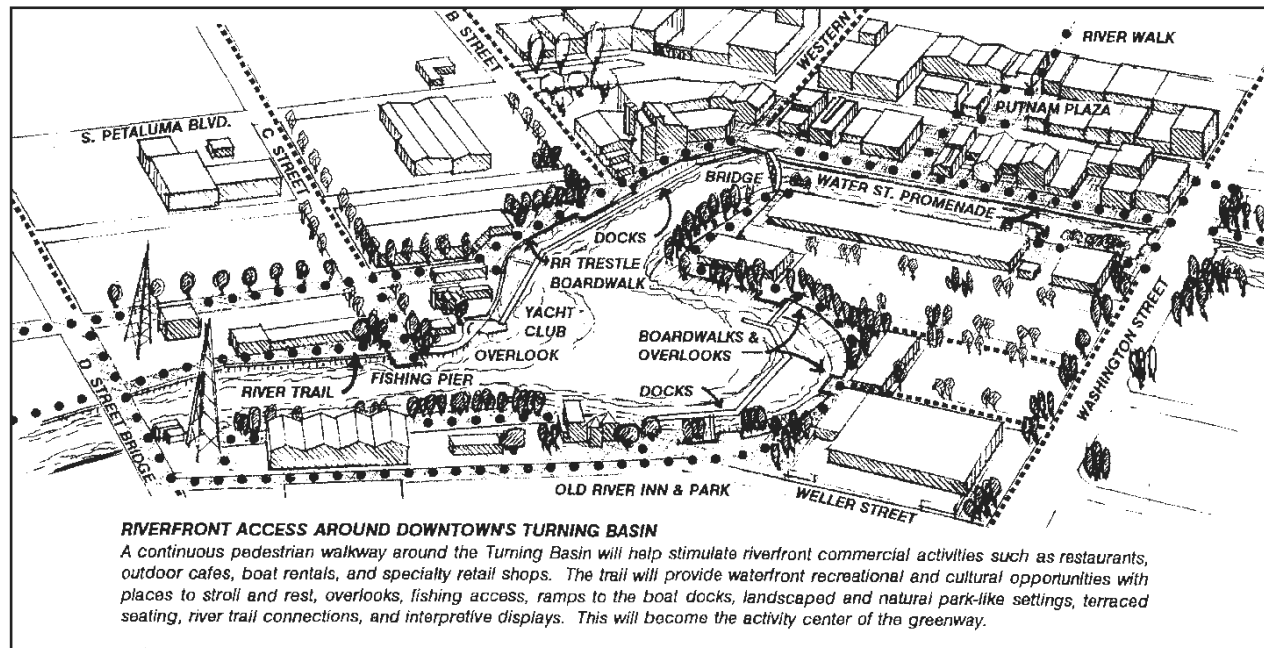 B STREET
WESTERN
RIVER WALK
PUTNAM PLAZA
S. PETALUMA BLVD.
C STREET
BRIDGE
WATER ST. PROMENADE
DOCKS
RR TRESTLE
BOARDWALK
YACHT
CLUB
OVERLOOK
BOARDWALKS &
OVERLOOKS
WASHINGTON STREET
D STREET BRIDGE
RIVER TRAIL
FISHING PIER
DOCKS
OLD RIVER INN & PARK
WELLER STREET
RIVERFRONT ACCESS AROUND DOWNTOWN'S TURNING BASIN
A continuous pedestrian walkway around the Turning Basin will help stimulate riverfront commercial activities such as restaurants,
outdoor cafes, boat rentals, and specialty retail shops. The trail will provide waterfront recreational and cultural opportunities with
places to stroll and rest, overlooks, fishing access, ramps to the boat docks, landscaped and natural park-like settings, terraced
seating, river trail connections, and interpretive displays. This will become the activity center of the greenway.